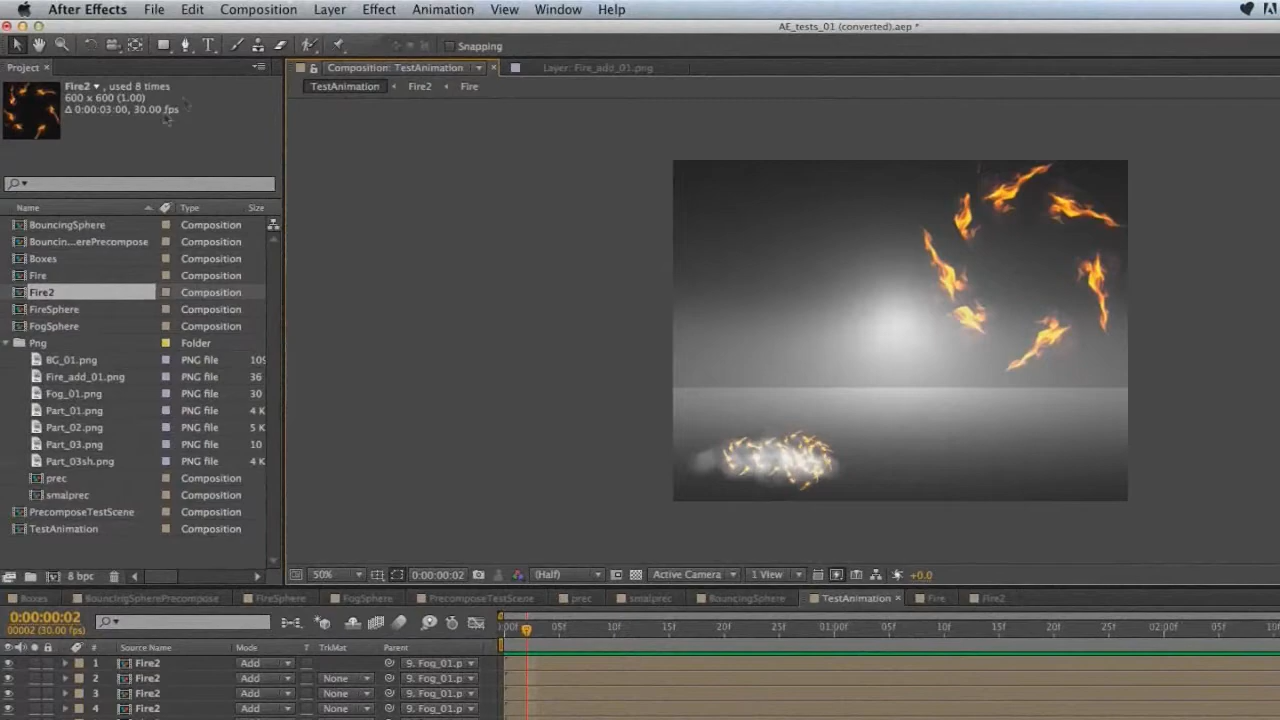 After Effects File Edit Composition Layer Effect Animation View Window Help
AE_tests_01 (converted).aep *
Snapping
Project × Composition: TestAnimation × Layer: Fire_add_01.png
Fire2 , used 8 times
600 x 600 (1.00)
Δ 0:00:03:00, 30.00 fps
TestAnimation Fire2 Fire
Name Type Size
BouncingSphere Composition
Bouncin...erePrecompose Composition
Boxes Composition
Fire Composition
Fire2 Composition
FireSphere Composition
FogSphere Composition
Png Folder
BG_01.png PNG file 109
Fire_add_01.png PNG file 36
Fog_01.png PNG file 30
Part_01.png PNG file 4 K
Part_02.png PNG file 5 K
Part_03.png PNG file 10
Part_03sh.png PNG file 4 K
prec Composition
smalprec Composition
PrecomposeTestScene Composition
TestAnimation Composition
8 bpc
50% 0:00:00:02 (Half) Active Camera 1 View +0.0
Boxes BouncingSpherePrecompose FireSphere FogSphere PrecomposeTestScene prec smalprec BouncingSphere TestAnimation × Fire Fire2
0:00:00:02
00002 (30.00 fps)
:00f 05f 10f 15f 20f 25f 01:00f 05f 10f 15f 20f 25f 02:00f 05f
# Source Name Mode T TrkMat Parent
1 Fire2 Add 9. Fog_01.p
2 Fire2 Add None 9. Fog_01.p
3 Fire2 Add None 9. Fog_01.p
4 Fire2 Add None 9. Fog_01.p